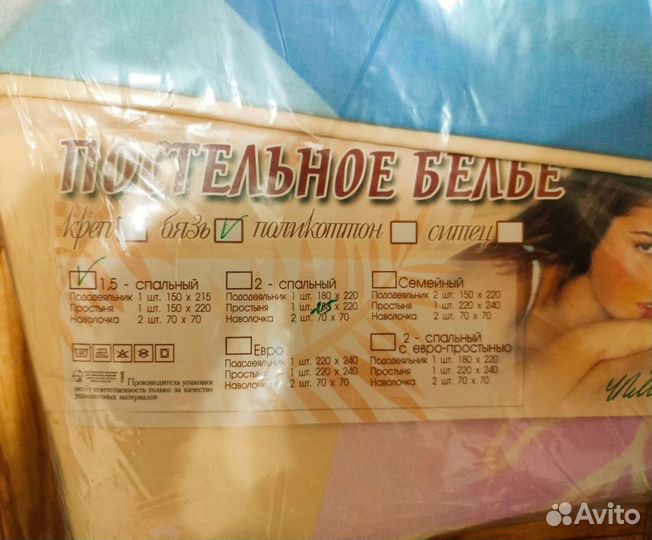 ПОСТЕЛЬНОЕ БЕЛЬЕ
креп бязь поликоттон ситец
1,5 - спальный
Пододеяльник 1 шт. 150 х 215
Простыня 1 шт. 150 х 220
Наволочка 2 шт. 70 х 70
2 - спальный
Пододеяльник 1 шт. 180 х 220
Простыня 1 шт. х 220
Наволочка 2 шт. 70 х 70
Семейный
Пододеяльник 2 шт. 150 х 220
Простыня 1 шт. 220 х 240
Наволочка 2 шт. 70 х 70
Евро
Пододеяльник 1 шт. 220 х 240
Простыня 1 шт. 220 х 240
Наволочка 2 шт. 70 х 70
2 - спальный
с евро-простынью
Пододеяльник 1 шт. 180 х 220
Простыня 1 шт. 220 х 240
Наволочка 2 шт. 70 х 70
Производитель упаковки
несет ответственность только за качество
упаковочных материалов
Avito